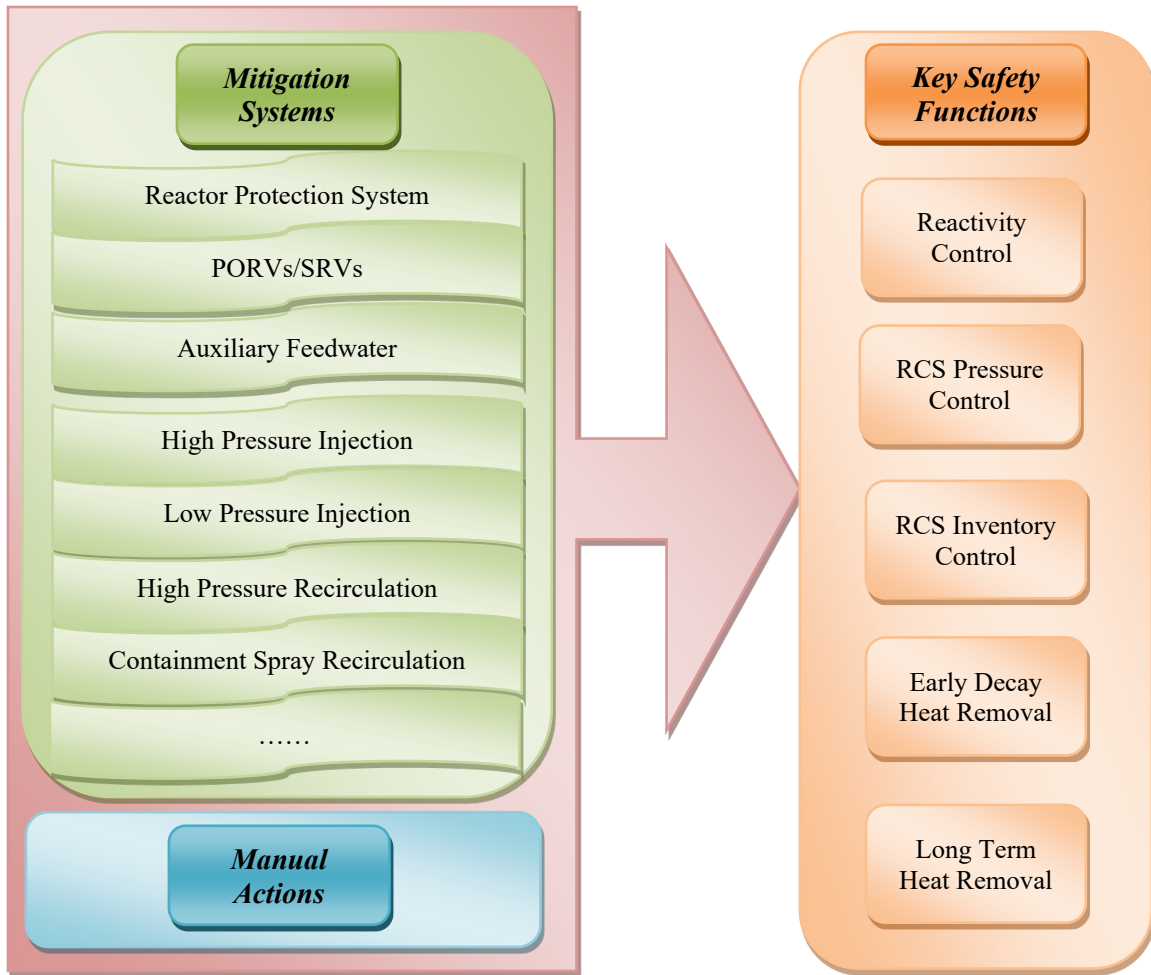 Mitigation
Systems
Reactor Protection System
PORVs/SRVs
Auxiliary Feedwater
High Pressure Injection
Low Pressure Injection
High Pressure Recirculation
Containment Spray Recirculation
……
Manual
Actions
Key Safety
Functions
Reactivity
Control
RCS Pressure
Control
RCS Inventory
Control
Early Decay
Heat Removal
Long Term
Heat Removal